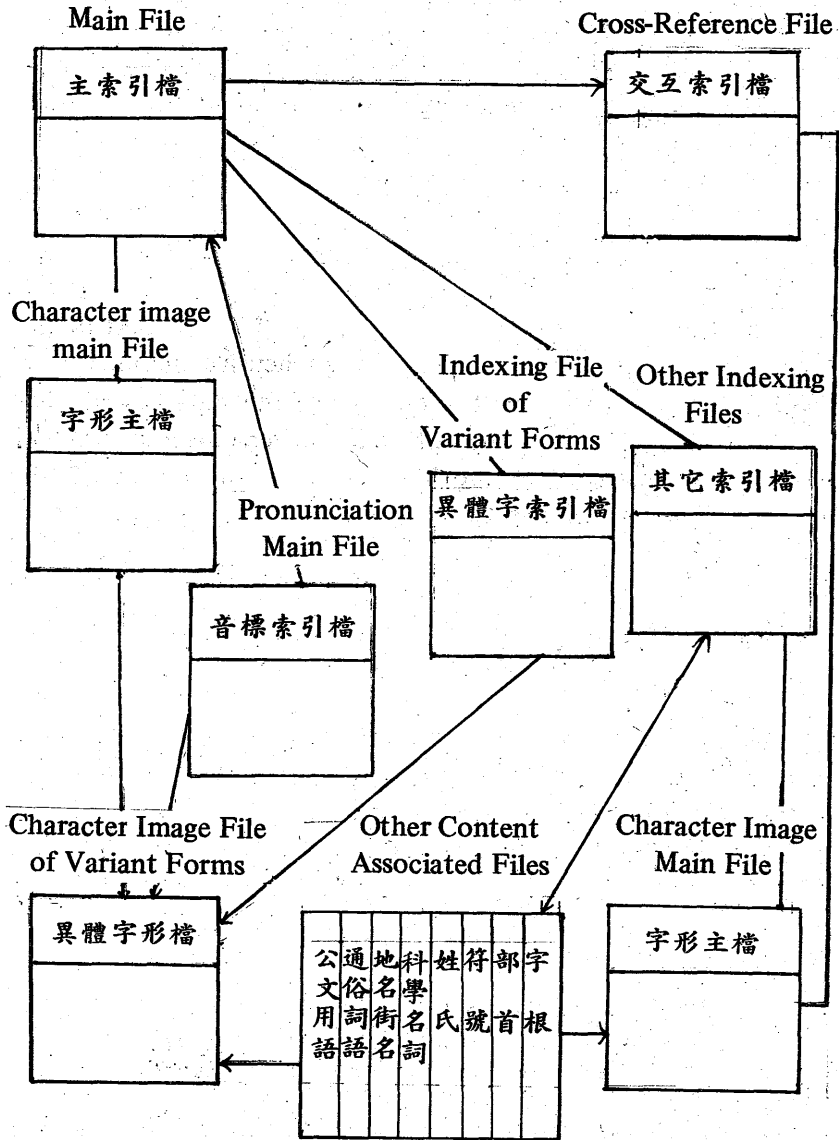 Main File
主索引檔
Cross-Reference File
交互索引檔
Character image
main File
字形主檔
Indexing File
of
Variant Forms
異體字索引檔
Other Indexing
Files
其它索引檔
Pronunciation
Main File
音標索引檔
Character Image File
of Variant Forms
異體字形檔
Other Content
Associated Files
公文用語
通俗詞語
地名街名
科學名詞
姓氏
符號
部首
字根
Character Image
Main File
字形主檔